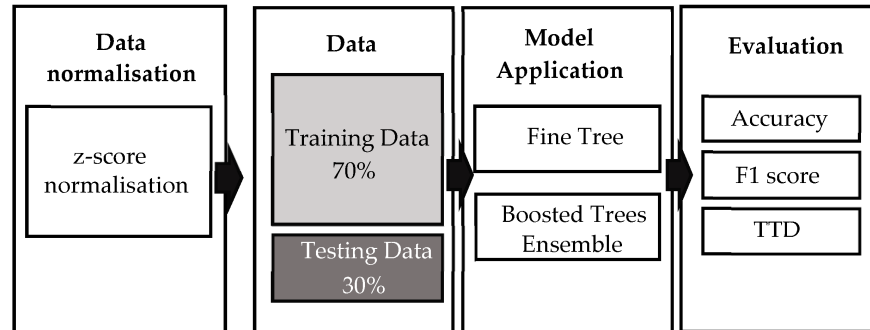 Data
normalisation
z-score
normalisation
Data
Training Data
70%
Testing Data
30%
Model
Application
Fine Tree
Boosted Trees
Ensemble
Evaluation
Accuracy
F1 score
TTD